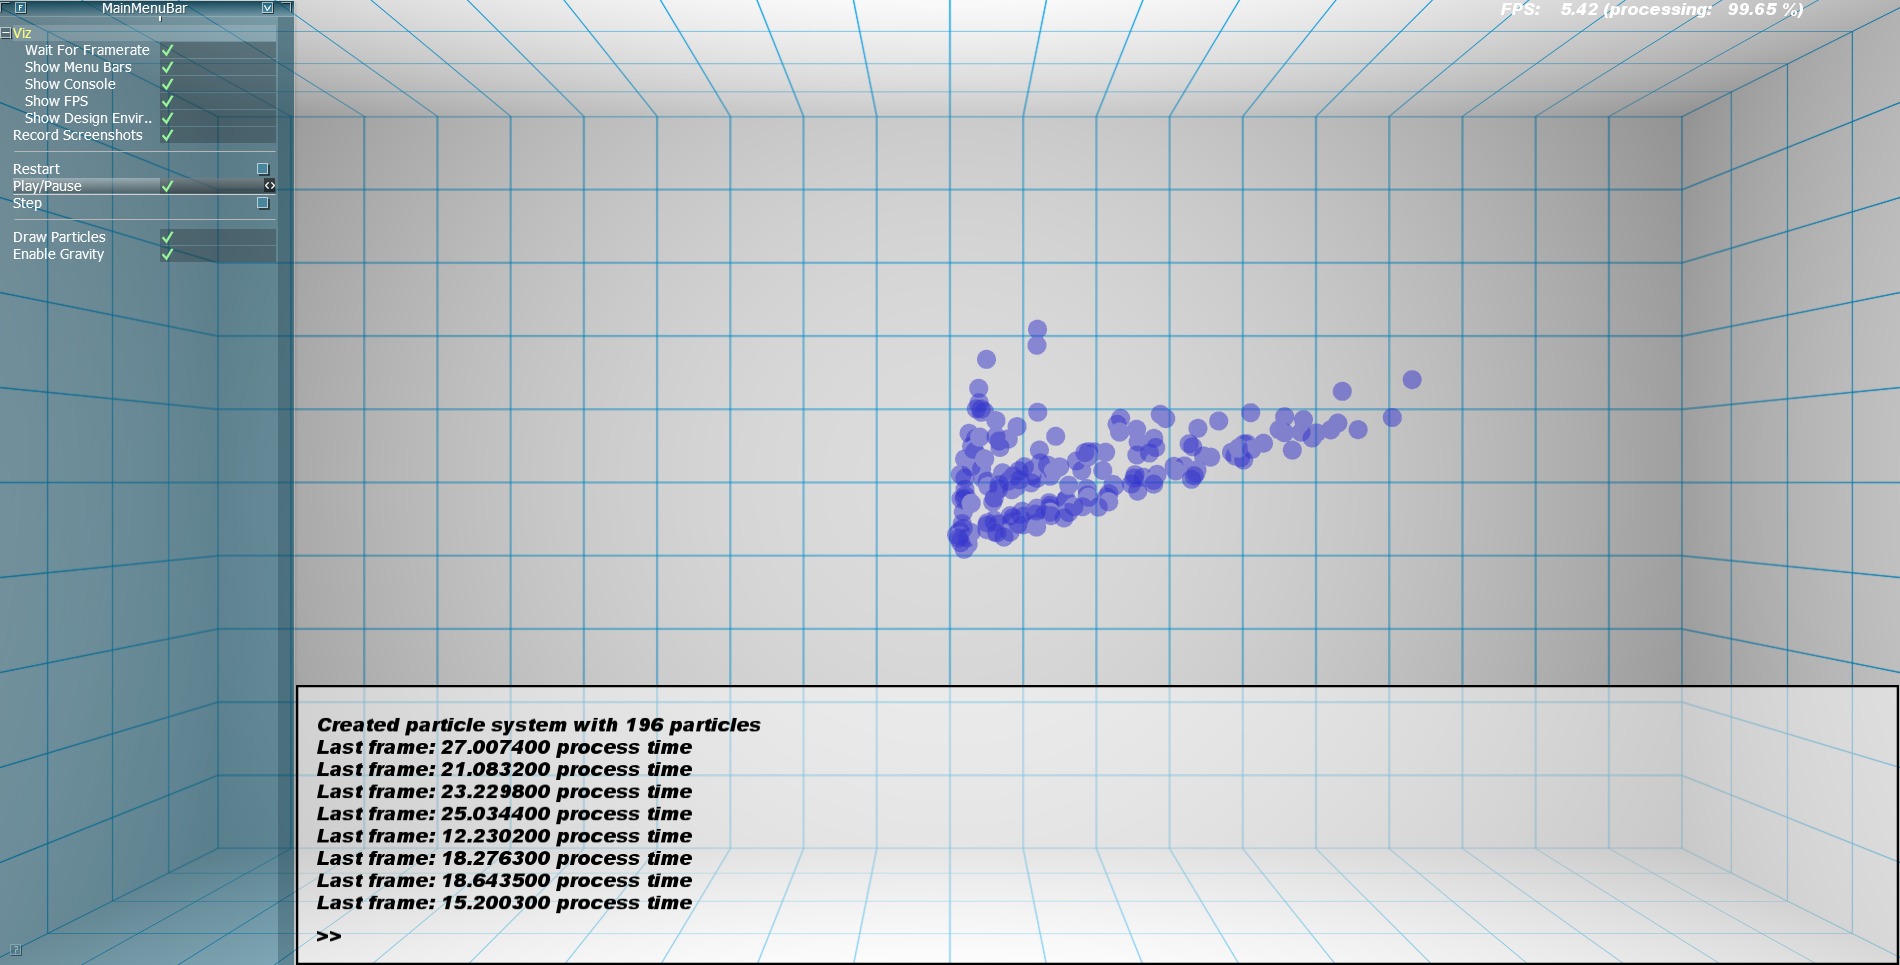 MainMenuBar
FPS: 5.42 (processing: 99.65 %)
Viz
Wait For Framerate
Show Menu Bars
Show Console
Show FPS
Show Design Envir..
Record Screenshots
Restart
Play/Pause
Step
Draw Particles
Enable Gravity
Created particle system with 196 particles
Last frame: 27.007400 process time
Last frame: 21.083200 process time
Last frame: 23.229800 process time
Last frame: 25.034400 process time
Last frame: 12.230200 process time
Last frame: 18.276300 process time
Last frame: 18.643500 process time
Last frame: 15.200300 process time
>>